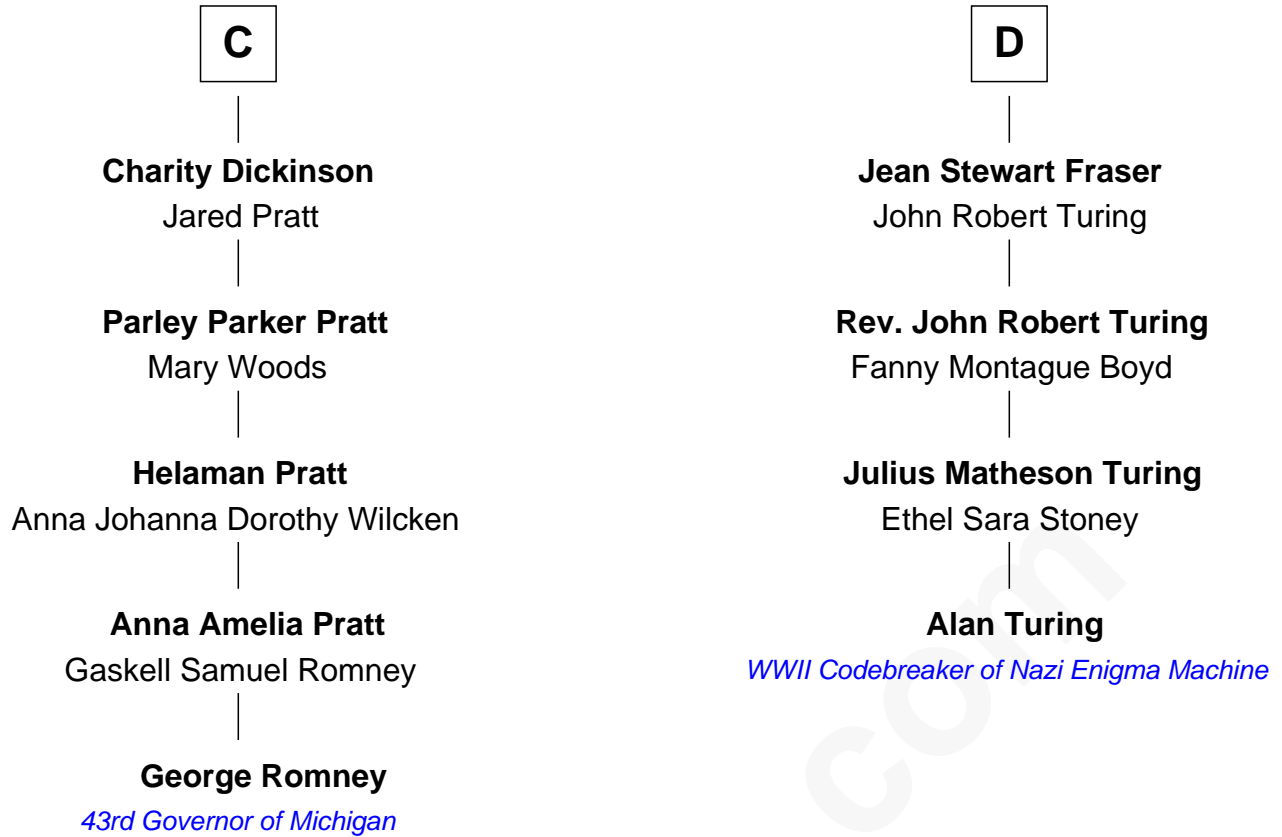 C
Charity Dickinson
Jared Pratt
Parley Parker Pratt
Mary Woods
Helaman Pratt
Anna Johanna Dorothy Wilcken
Anna Amelia Pratt
Gaskell Samuel Romney
George Romney
43rd Governor of Michigan
D
Jean Stewart Fraser
John Robert Turing
Rev. John Robert Turing
Fanny Montague Boyd
Julius Matheson Turing
Ethel Sara Stoney
Alan Turing
WWII Codebreaker of Nazi Enigma Machine
com